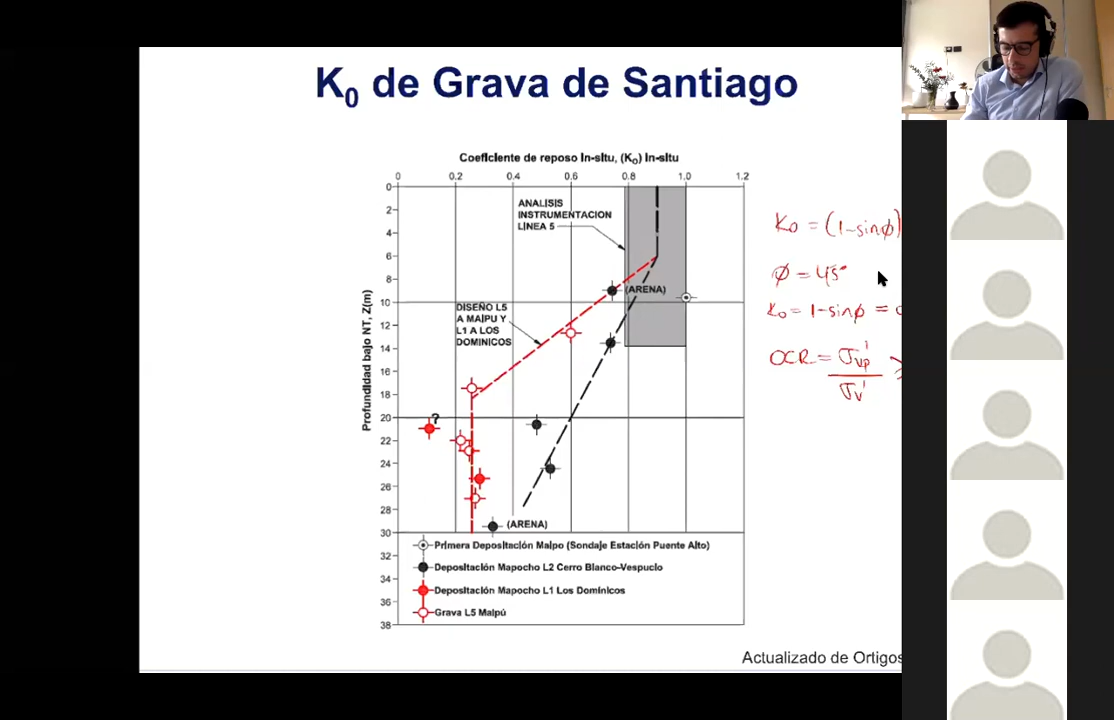 K0 de Grava de Santiago
Coeficiente de reposo In-situ, (Ko) In-situ
0 0.2 0.4 0.6 0.8 1.0 1.2
Profundidad bajo NT, Z(m)
0
2
4
6
8
10
12
14
16
18
20
22
24
26
28
30
32
34
36
38
ANALISIS
INSTRUMENTACION
LINEA 5
(ARENA)
DISEÑO L5
A MAIPU Y
L1 A LOS
DOMINICOS
?
(ARENA)
Primera Depositación Maipo (Sondaje Estación Puente Alto)
Depositación Mapocho L2 Cerro Blanco-Vespucio
Depositación Mapocho L1 Los Domínicos
Grava L5 Maipú
K0 = (1-sinϕ)
ϕ = 45°
K0 = 1-sinϕ =
OCR = σvp'
σv'
Actualizado de Ortigos